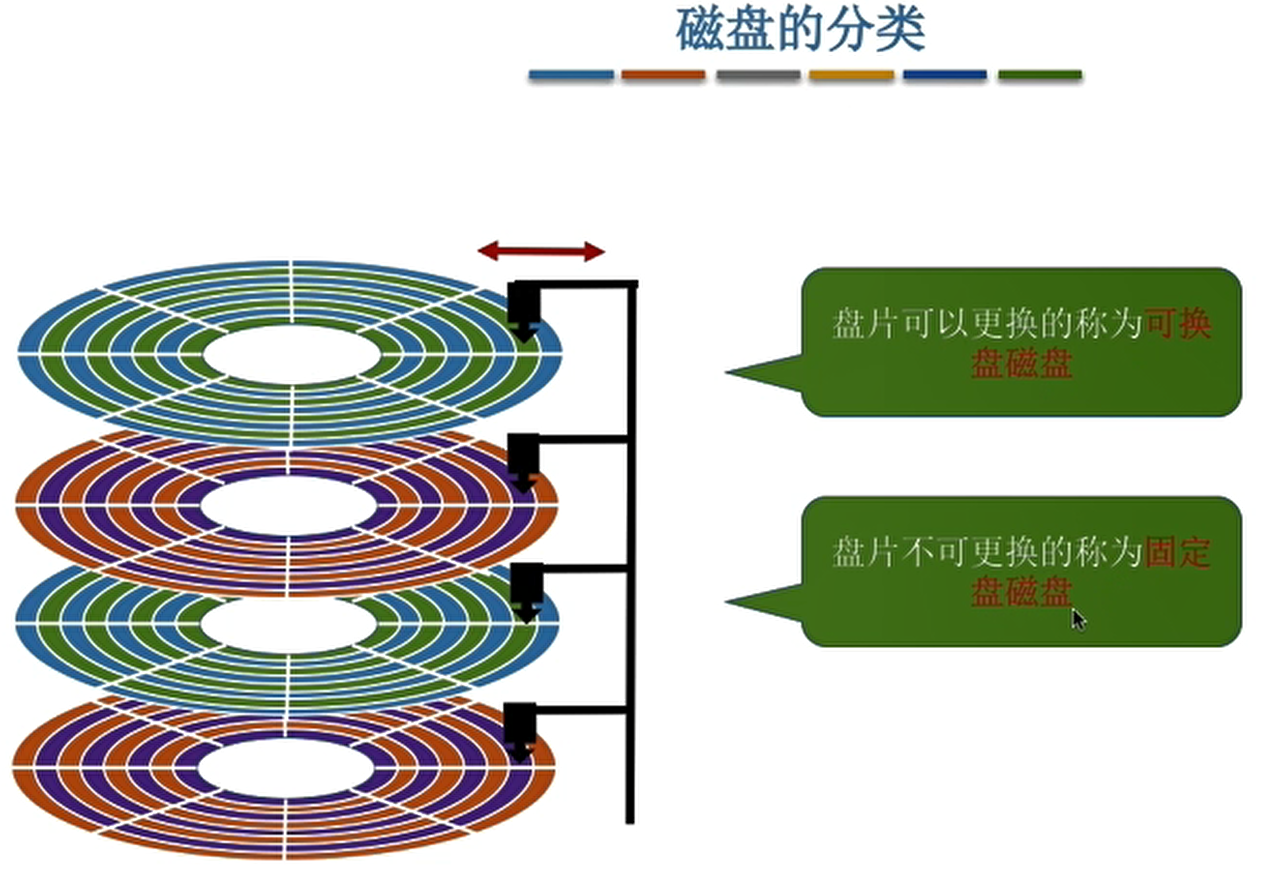 磁盘的分类
盘片可以更换的称为可换
盘磁盘
盘片不可更换的称为固定
盘磁盘